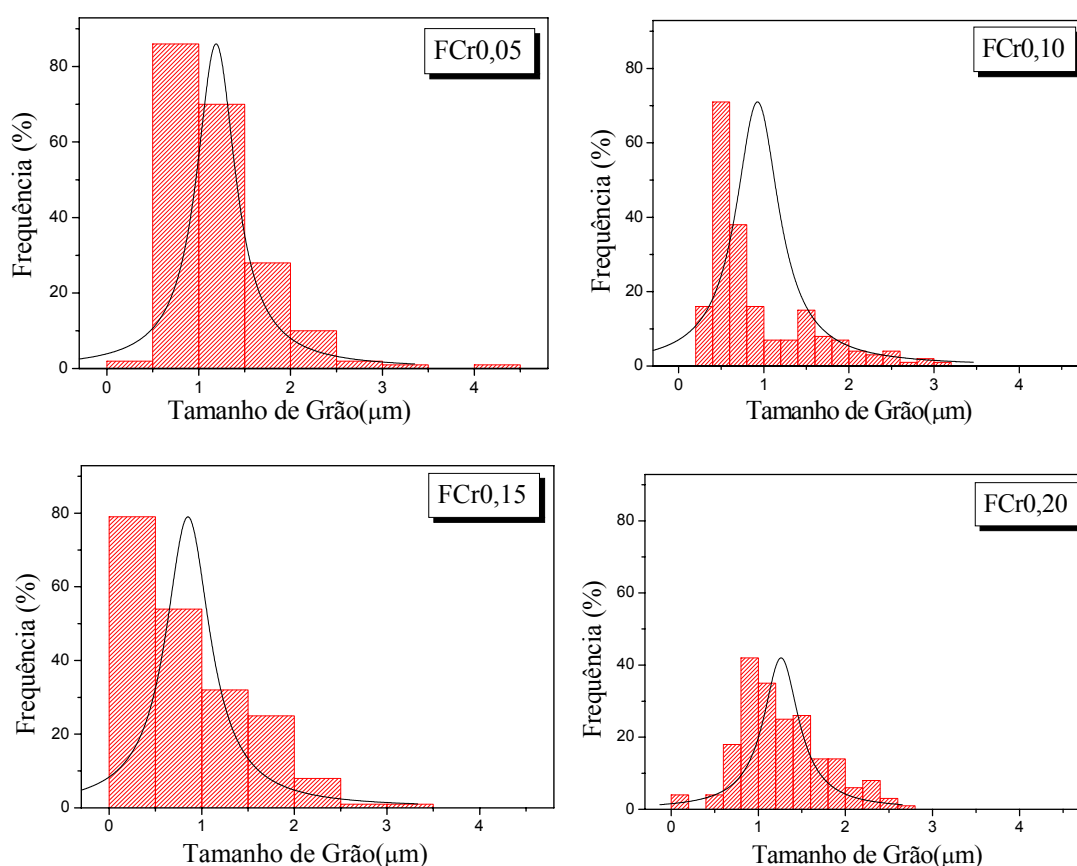 FCr0,05
Frequência (%)
80
60
40
20
0
0 1 2 3 4
Tamanho de Grão(μm)
FCr0,10
Frequência (%)
80
60
40
20
0
0 1 2 3 4
Tamanho de Grão(μm)
FCr0,15
Frequência (%)
80
60
40
20
0
0 1 2 3 4
Tamanho de Grão(μm)
FCr0,20
Frequência (%)
80
60
40
20
0
0 1 2 3 4
Tamanho de Grão(μm)